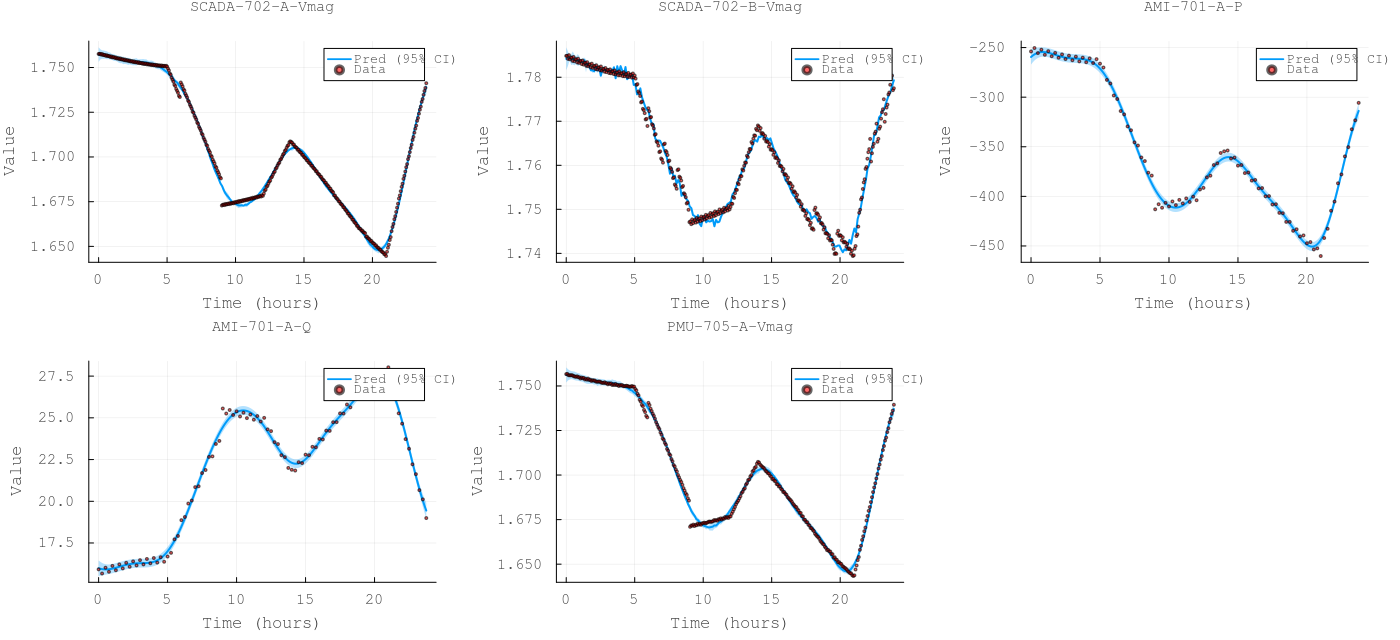 SCADA-702-A-Vmag
Value
1.750
1.725
1.700
1.675
1.650
0 5 10 15 20
Time (hours)
Pred (95% CI)
Data
SCADA-702-B-Vmag
Value
1.78
1.77
1.76
1.75
1.74
0 5 10 15 20
Time (hours)
Pred (95% CI)
Data
AMI-701-A-P
Value
-250
-300
-350
-400
-450
0 5 10 15 20
Time (hours)
Pred (95% CI)
Data
AMI-701-A-Q
Value
27.5
25.0
22.5
20.0
17.5
0 5 10 15 20
Time (hours)
Pred (95% CI)
Data
PMU-705-A-Vmag
Value
1.750
1.725
1.700
1.675
1.650
0 5 10 15 20
Time (hours)
Pred (95% CI)
Data